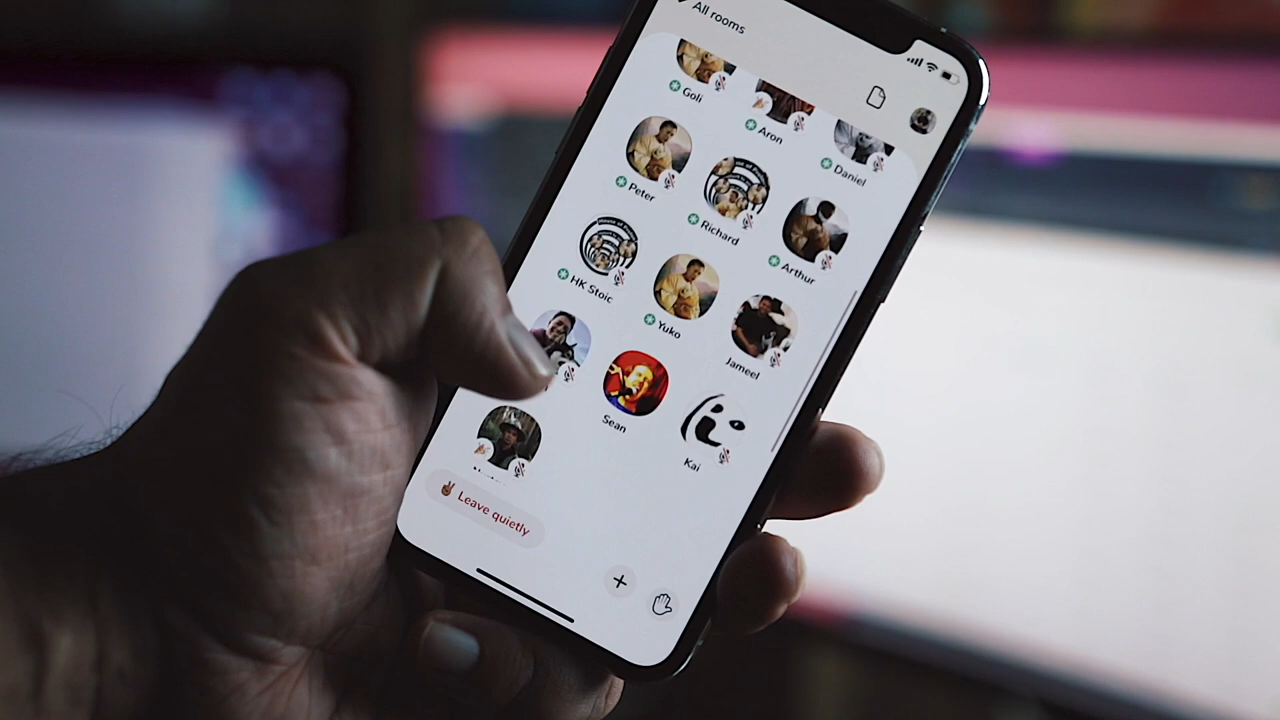 All rooms
Goli
Aron
Daniel
Peter
Richard
Arthur
HK Stoic
Yuko
Jameel
Sean
Kai
Leave quietly